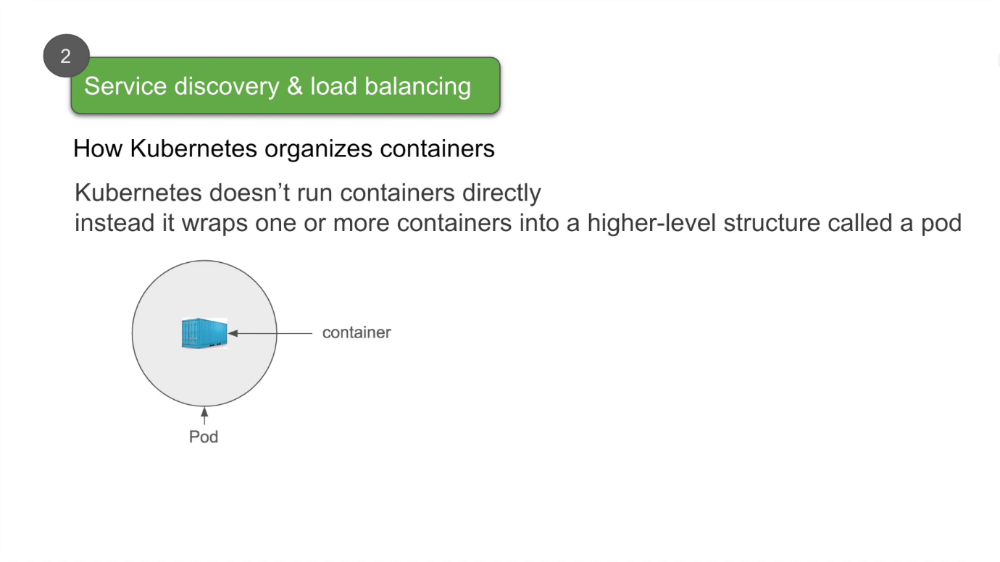 2
Service discovery & load balancing
How Kubernetes organizes containers
Kubernetes doesn’t run containers directly
instead it wraps one or more containers into a higher-level structure called a pod
container
Pod